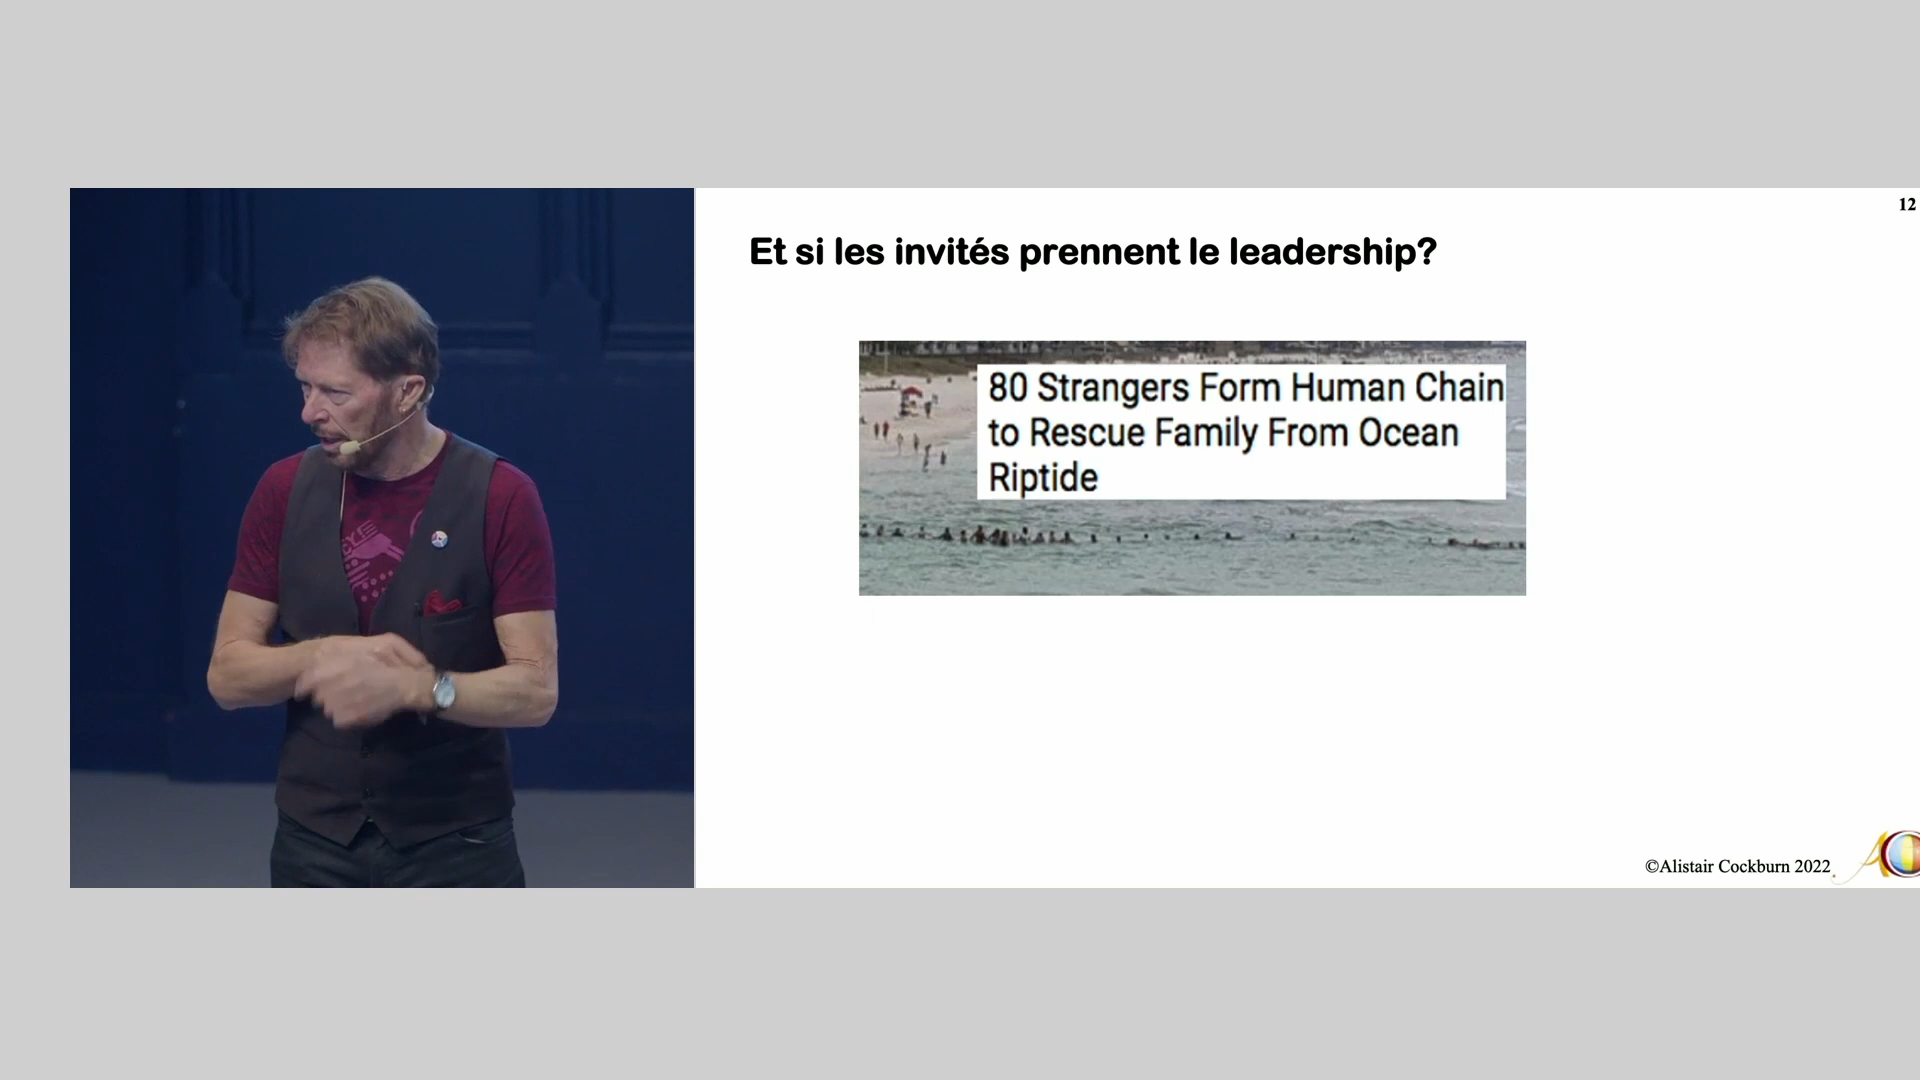 12
Et si les invités prennent le leadership?
80 Strangers Form Human Chain
to Rescue Family From Ocean
Riptide
©Alistair Cockburn 2022